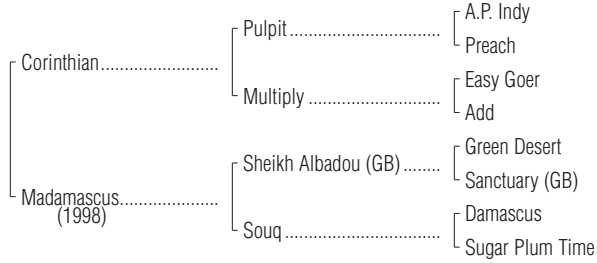 A.P. Indy
Pulpit........................................
Preach
Corinthian.......................
Easy Goer
Multiply ..................................
Add
Green Desert
Sheikh Albadou (GB) ........
Sanctuary (GB)
Madamascus....................
(1998)
Damascus
Souq ........................................
Sugar Plum Time